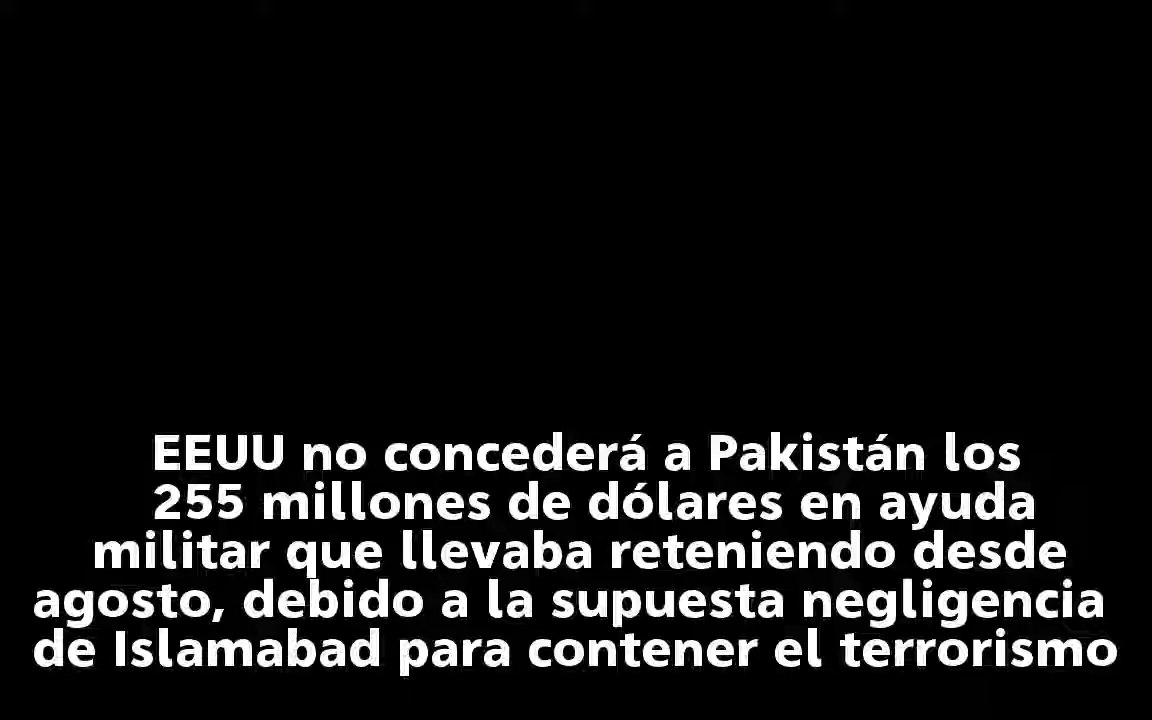 EEUU no concederá a Pakistán los
255 millones de dólares en ayuda
militar que llevaba reteniendo desde
agosto, debido a la supuesta negligencia
de Islamabad para contener el terrorismo